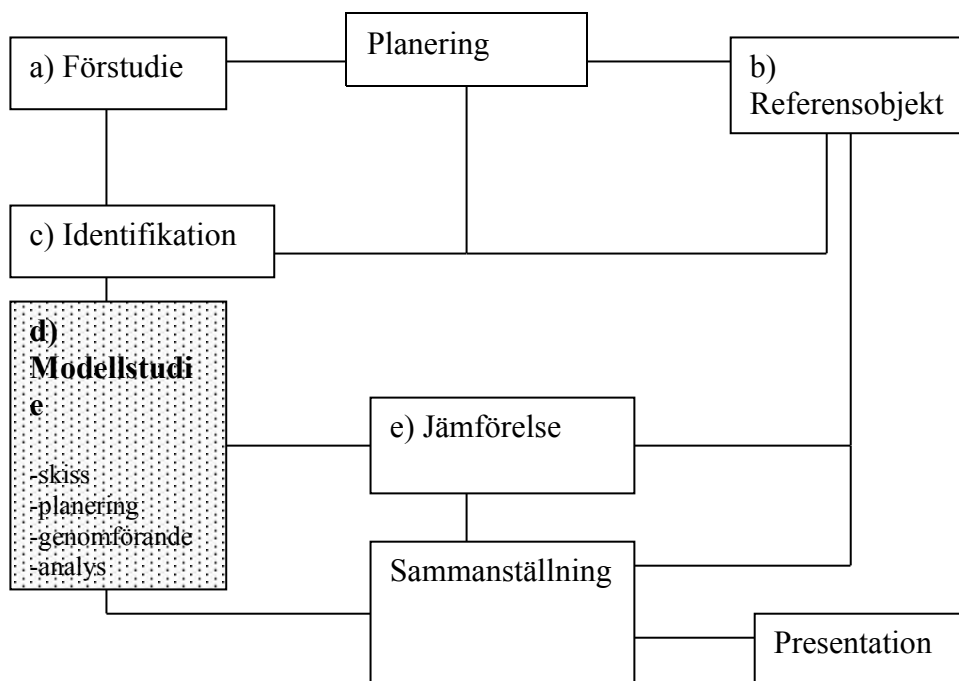 a) Förstudie
Planering
b)
Referensobjekt
c) Identifikation
d)
Modellstudi
e
-skiss
-planering
-genomförande
-analys
e) Jämförelse
Sammanställning
Presentation